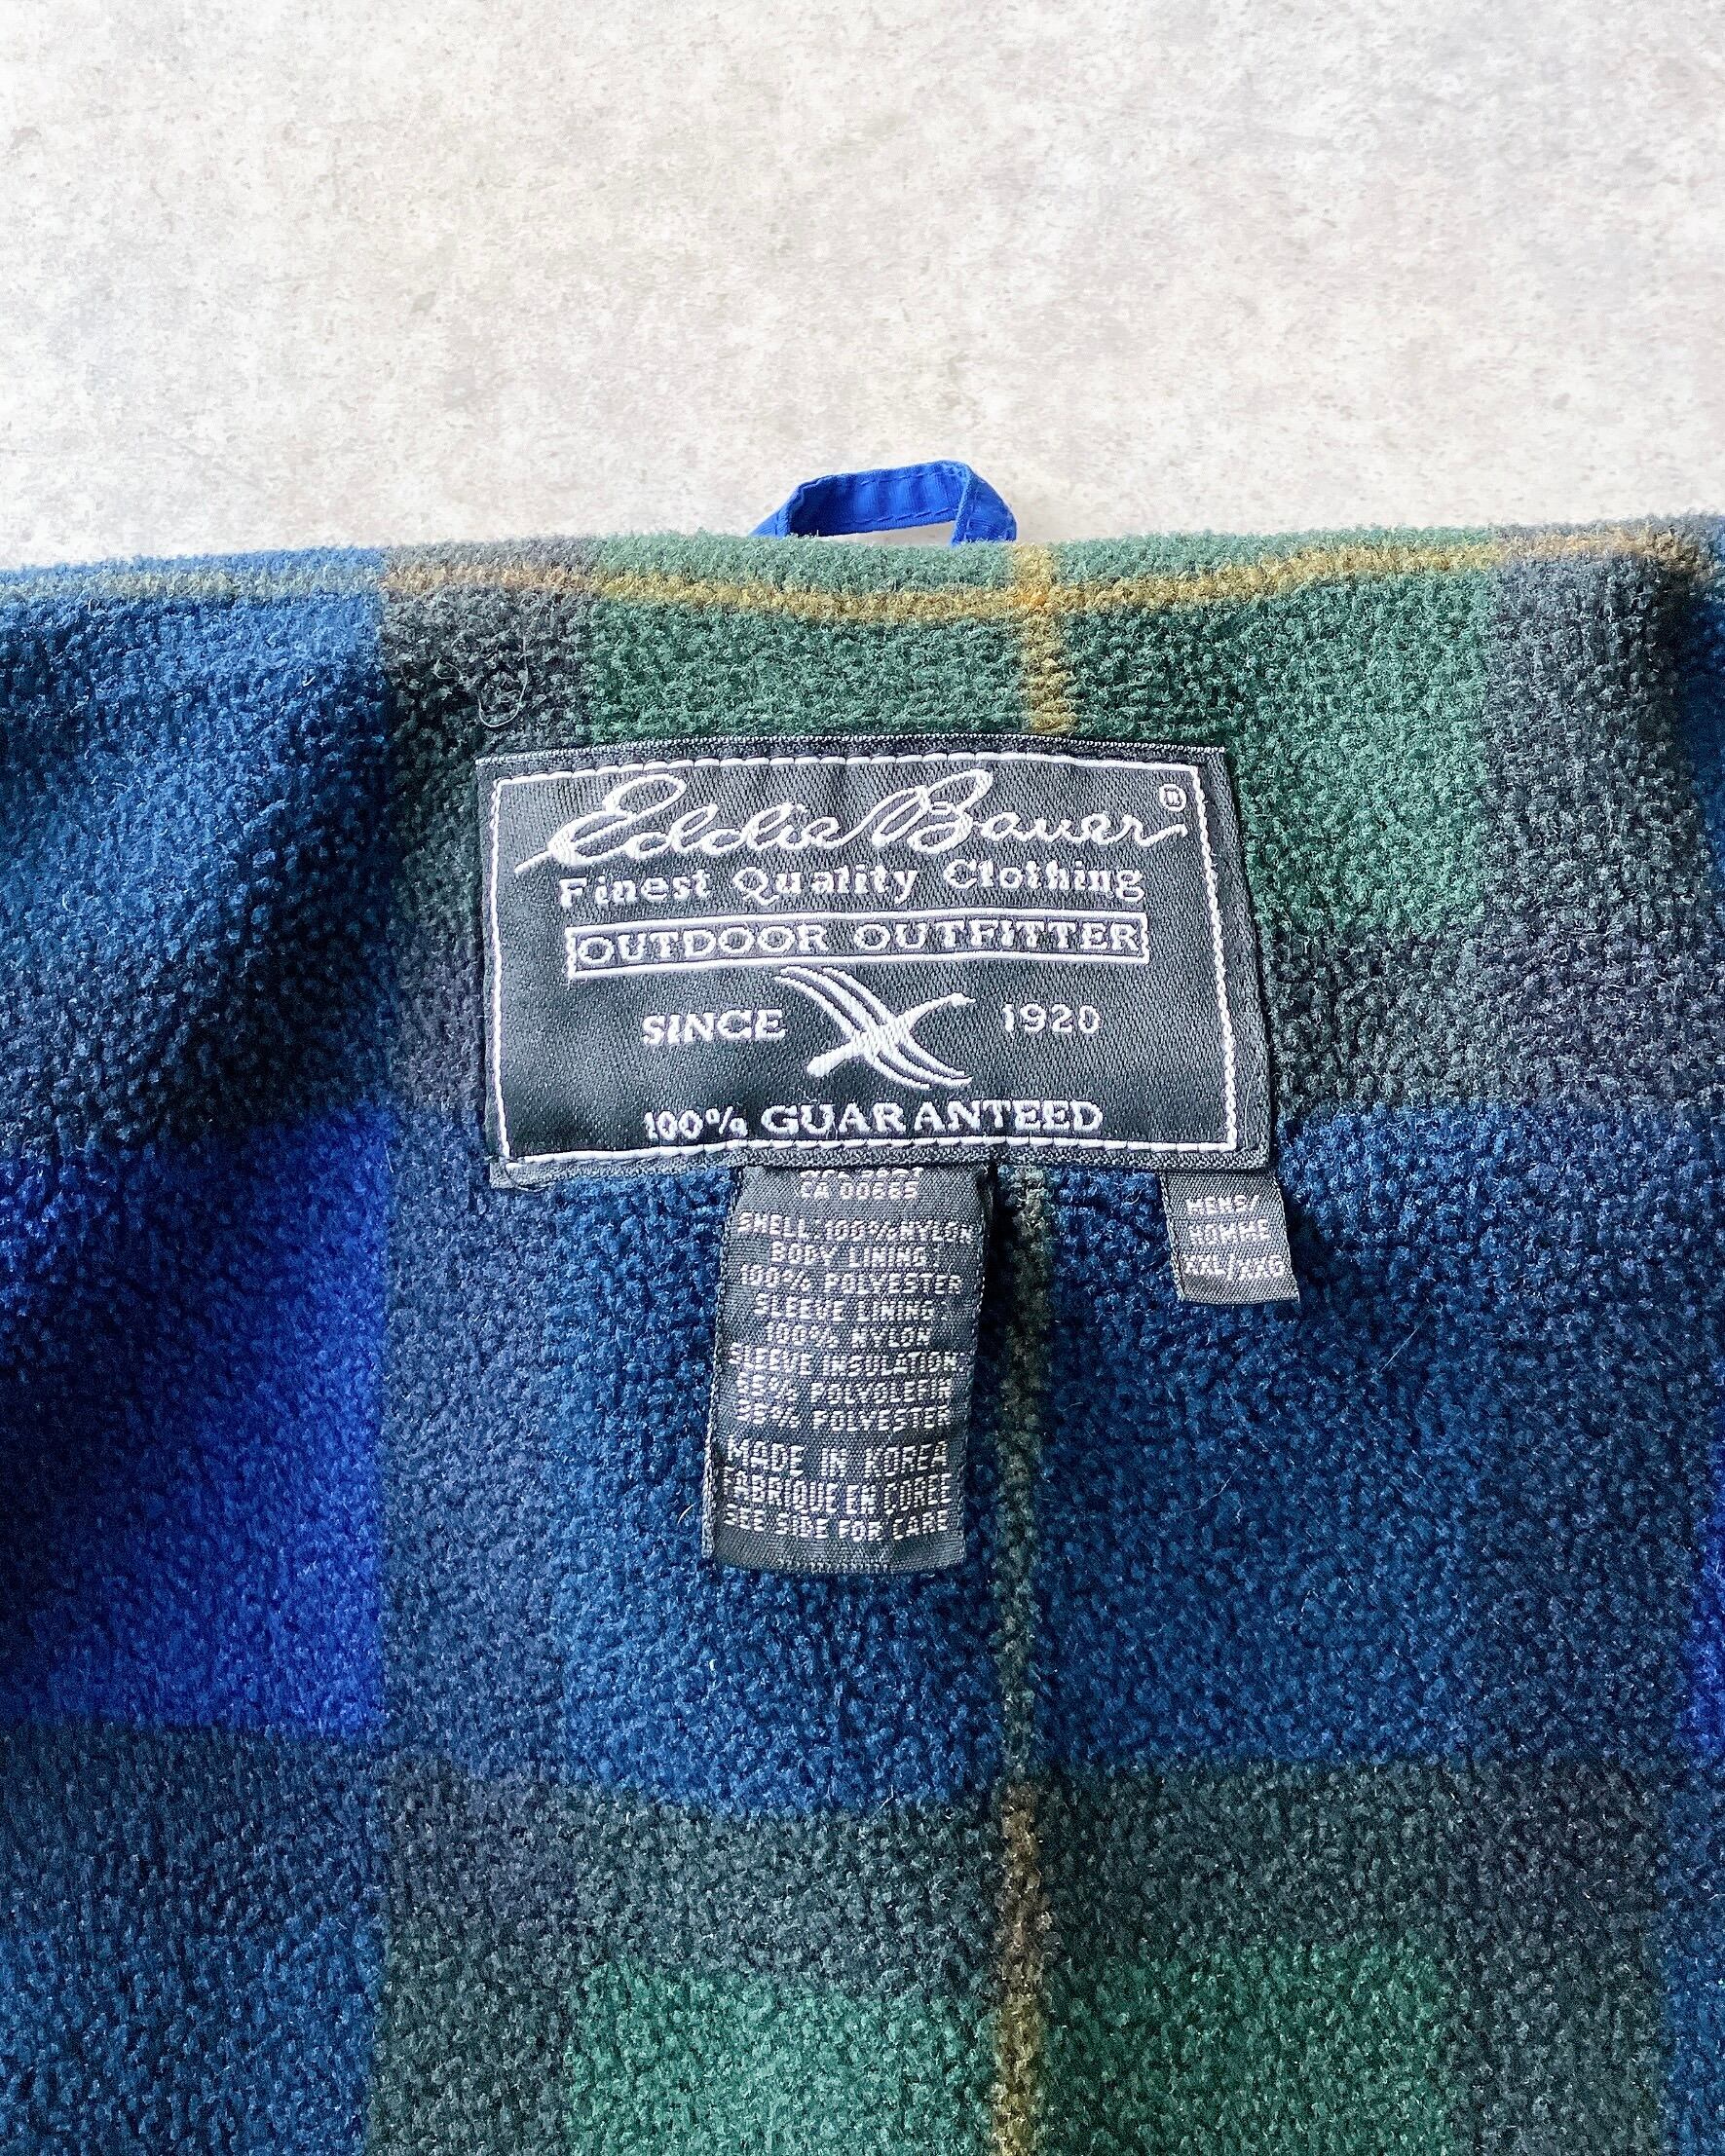 Eddie Bauer ®
Finest Quality Clothing
OUTDOOR OUTFITTER
SINCE 1920
100% GUARANTEED
SHELL: 100% NYLON
BODY LINING:
100% POLYESTER
SLEEVE LINING:
100% NYLON
SLEEVE INSULATION:
POLYOLEFIN
POLYESTER
MADE IN KOREA
FABRIQUE EN COREE
SEE SIDE FOR CARE
MENS/
HOMME
XXL/XXG